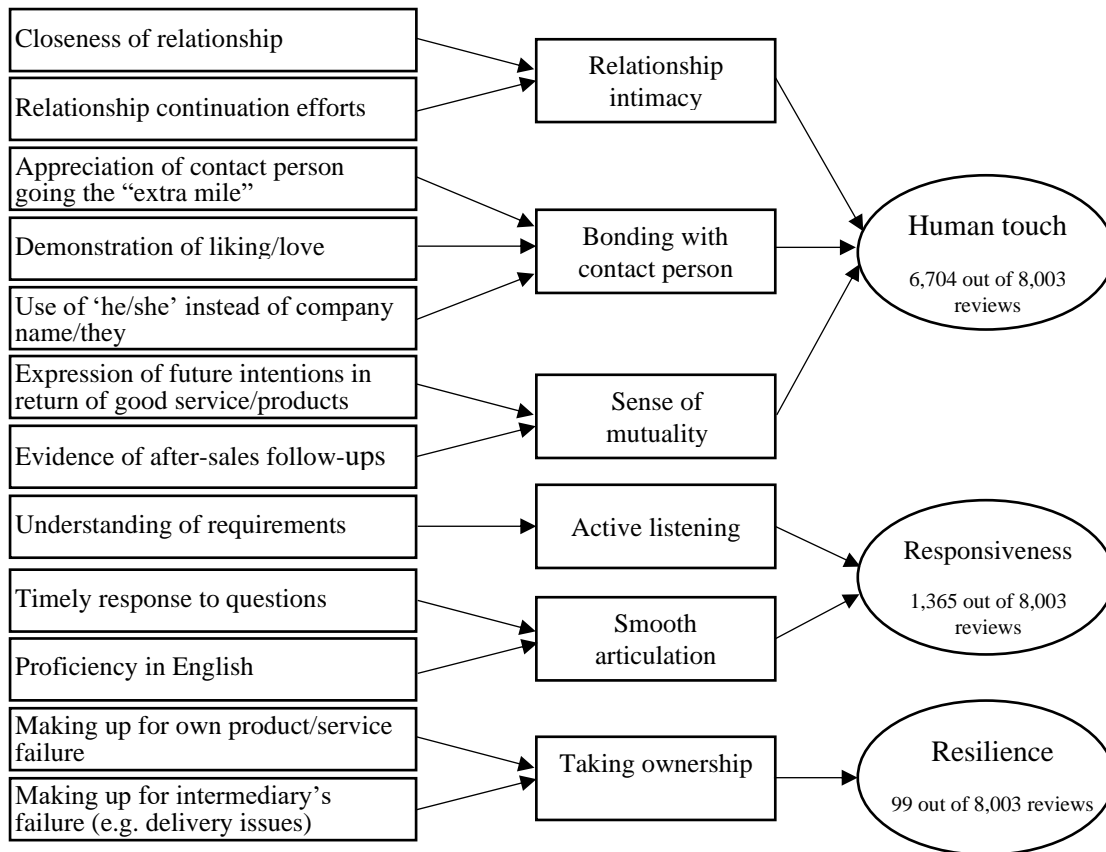 Closeness of relationship
Relationship continuation efforts
Appreciation of contact person
going the “extra mile”
Demonstration of liking/love
Use of ‘he/she’ instead of company
name/they
Expression of future intentions in
return of good service/products
Evidence of after-sales follow-ups
Understanding of requirements
Timely response to questions
Proficiency in English
Making up for own product/service
failure
Making up for intermediary’s
failure (e.g. delivery issues)
Relationship
intimacy
Bonding with
contact person
Sense of
mutuality
Active listening
Smooth
articulation
Taking ownership
Human touch
6,704 out of 8,003
reviews
Responsiveness
1,365 out of 8,003
reviews
Resilience
99 out of 8,003 reviews